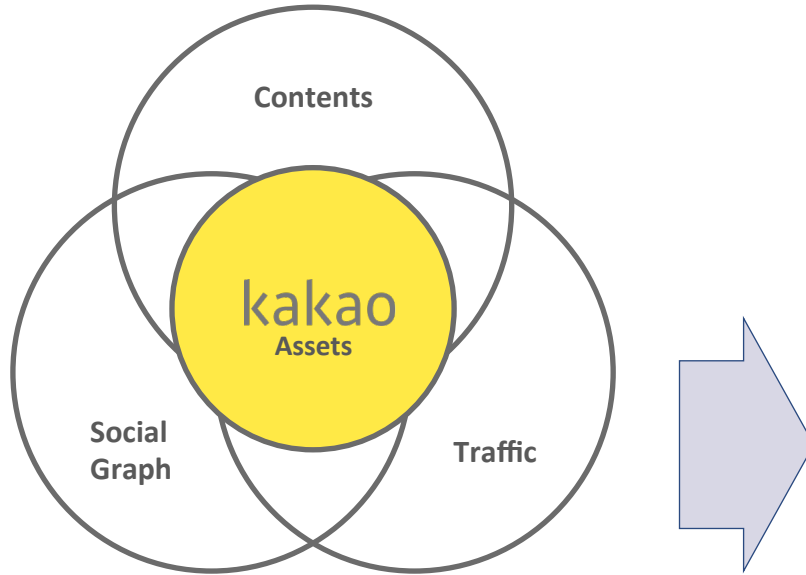 Contents
kakao
Assets
Social
Graph
Traffic